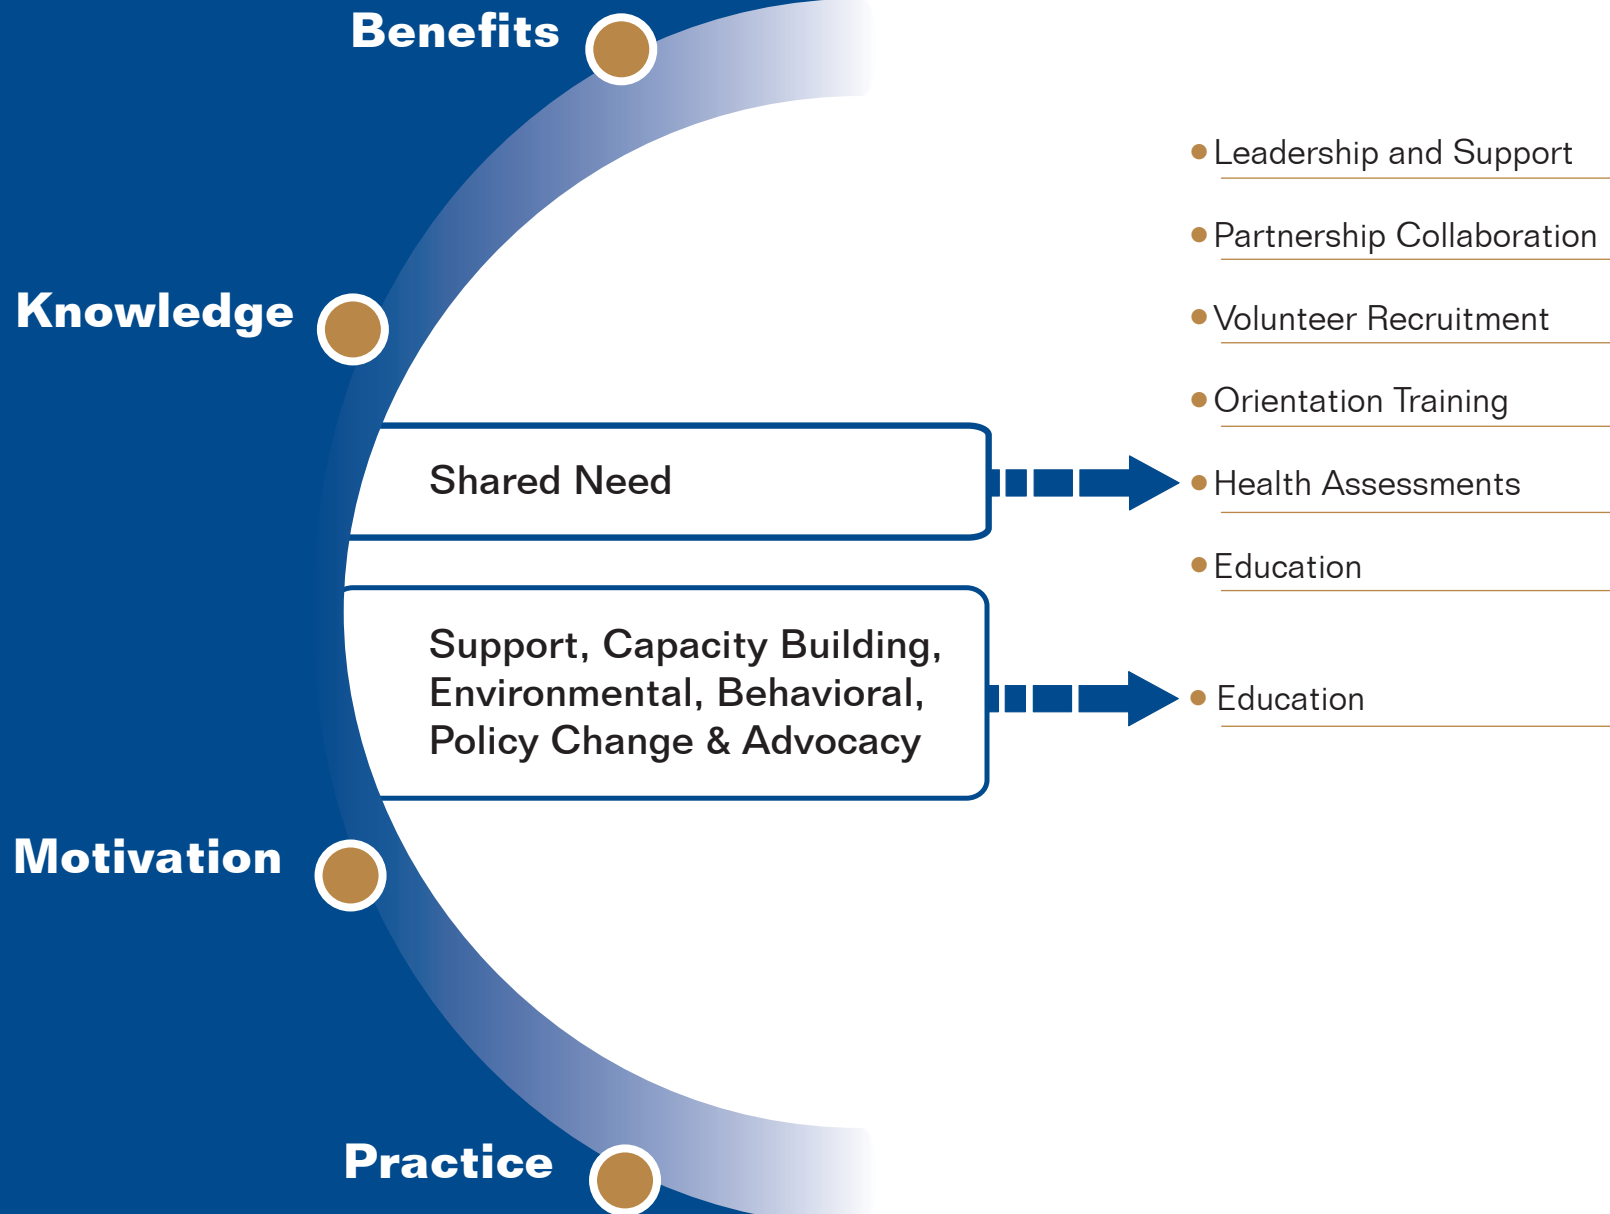 Benefits
Knowledge
Motivation
Practice
Shared Need
Support, Capacity Building,
Environmental, Behavioral,
Policy Change & Advocacy
Leadership and Support
Partnership Collaboration
Volunteer Recruitment
Orientation Training
Health Assessments
Education
Education